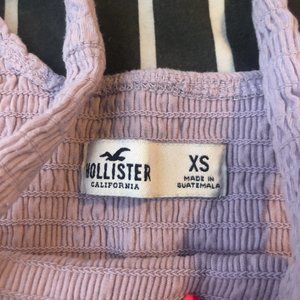 HOLLISTER
CALIFORNIA
XS
MADE IN
GUATEMALA